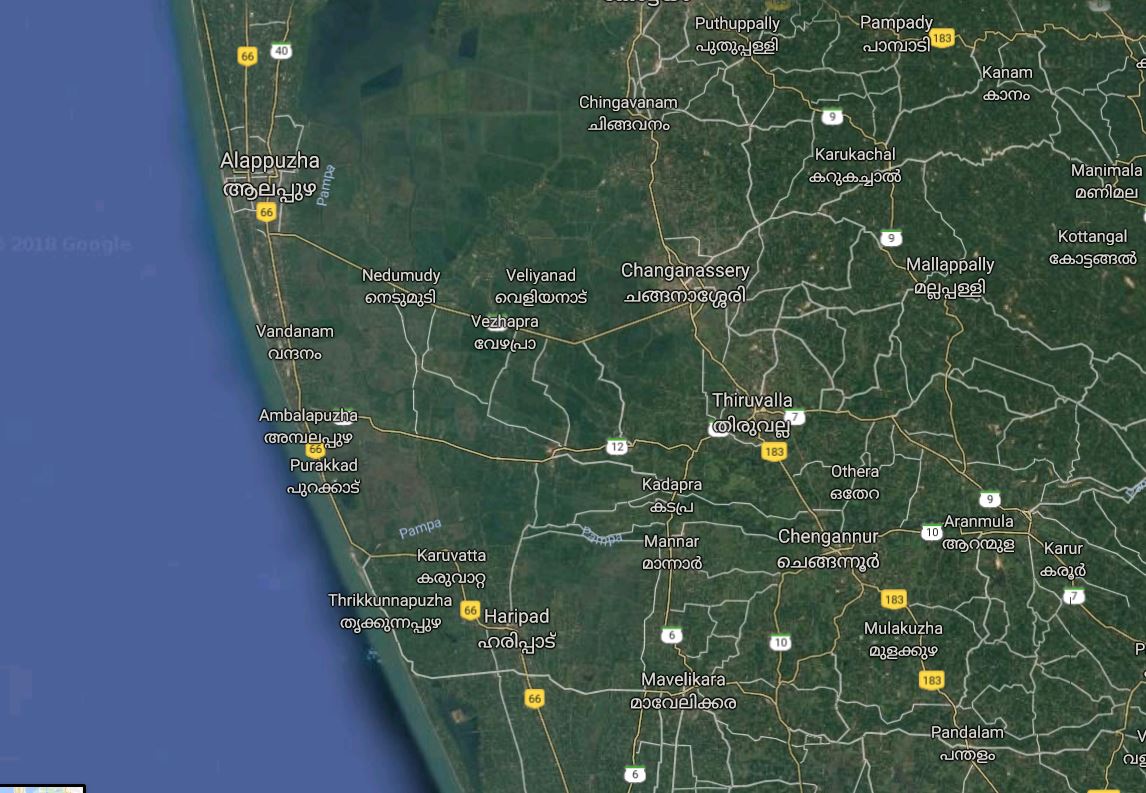 Puthuppally
പുതുപ്പള്ളി
Pampady
പാമ്പാടി
183
66
40
Kanam
കാനം
Chingavanam
ചിങ്ങവനം
9
Karukachal
കറുകച്ചാൽ
Alappuzha
ആലപ്പുഴ
Pampa
Manimala
മണിമല
66
© 2018 Google
9
Kottangal
കോട്ടങ്ങൽ
Nedumudy
നെടുമുടി
Veliyanad
വെളിയനാട്
Changanassery
ചങ്ങനാശ്ശേരി
Mallappally
മല്ലപ്പള്ളി
Vezhapra
വേഴപ്രാ
Vandanam
വന്ദനം
Thiruvalla
തിരുവല്ല
7
Ambalapuzha
അമ്പലപ്പുഴ
66
12
183
Purakkad
പുറക്കാട്
Othera
ഒതേറ
Kadapra
കടപ്ര
9
Pampa
Pampa
Mannar
മാന്നാർ
Chengannur
ചെങ്ങന്നൂർ
10
Aranmula
ആറന്മുള
Karuvatta
കരുവാറ്റ
Karur
കരൂർ
7
Thrikkunnapuzha
തൃക്കുന്നപ്പുഴ
66
Haripad
ഹരിപ്പാട്
183
6
10
Mulakuzha
മുളക്കുഴ
Mavelikara
മാവേലിക്കര
183
66
Pandalam
പന്തളം
6